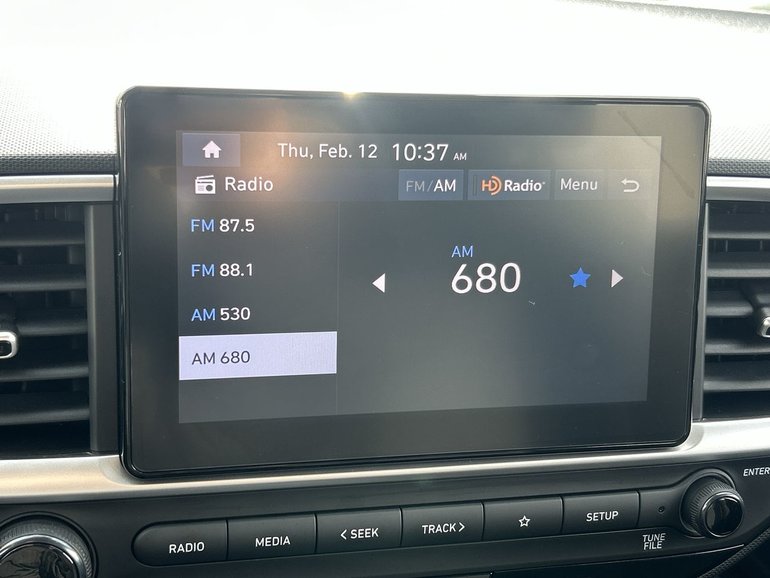 Thu, Feb. 12 10:37 AM
Radio FM/AM HD Radio Menu
FM 87.5
FM 88.1
AM 530
AM 680
AM
680
ENTER
RADIO MEDIA < SEEK TRACK > SETUP
TUNE
FILE